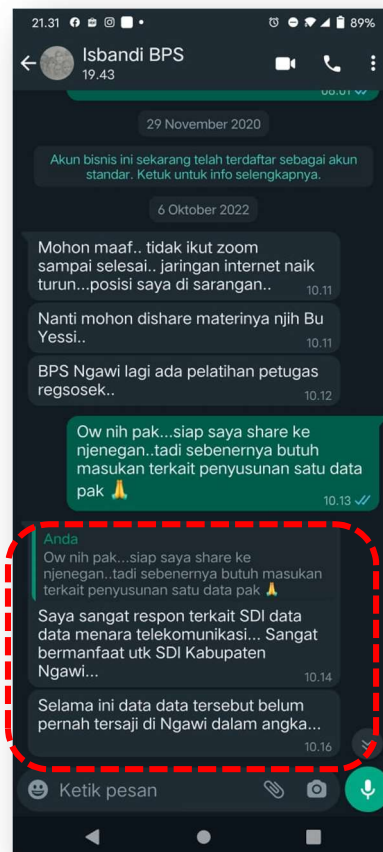 21.31 89%
Isbandi BPS
19.43
08.01
29 November 2020
Akun bisnis ini sekarang telah terdaftar sebagai akun
standar. Ketuk untuk info selengkapnya.
6 Oktober 2022
Mohon maaf.. tidak ikut zoom
sampai selesai.. jaringan internet naik
turun...posisi saya di sarangan..
10.11
Nanti mohon dishare materinya njih Bu
Yessi..
10.11
BPS Ngawi lagi ada pelatihan petugas
regsosek..
10.12
Ow nih pak...siap saya share ke
njenegan..tadi sebenernya butuh
masukan terkait penyusunan satu data
pak 🙏
10.13
Anda
Ow nih pak...siap saya share ke
njenegan..tadi sebenernya butuh masukan
terkait penyusunan satu data pak 🙏
Saya sangat respon terkait SDI data
data menara telekomunikasi... Sangat
bermanfaat utk SDI Kabupaten
Ngawi...
10.14
Selama ini data data tersebut belum
pernah tersaji di Ngawi dalam angka...
10.16
Ketik pesan